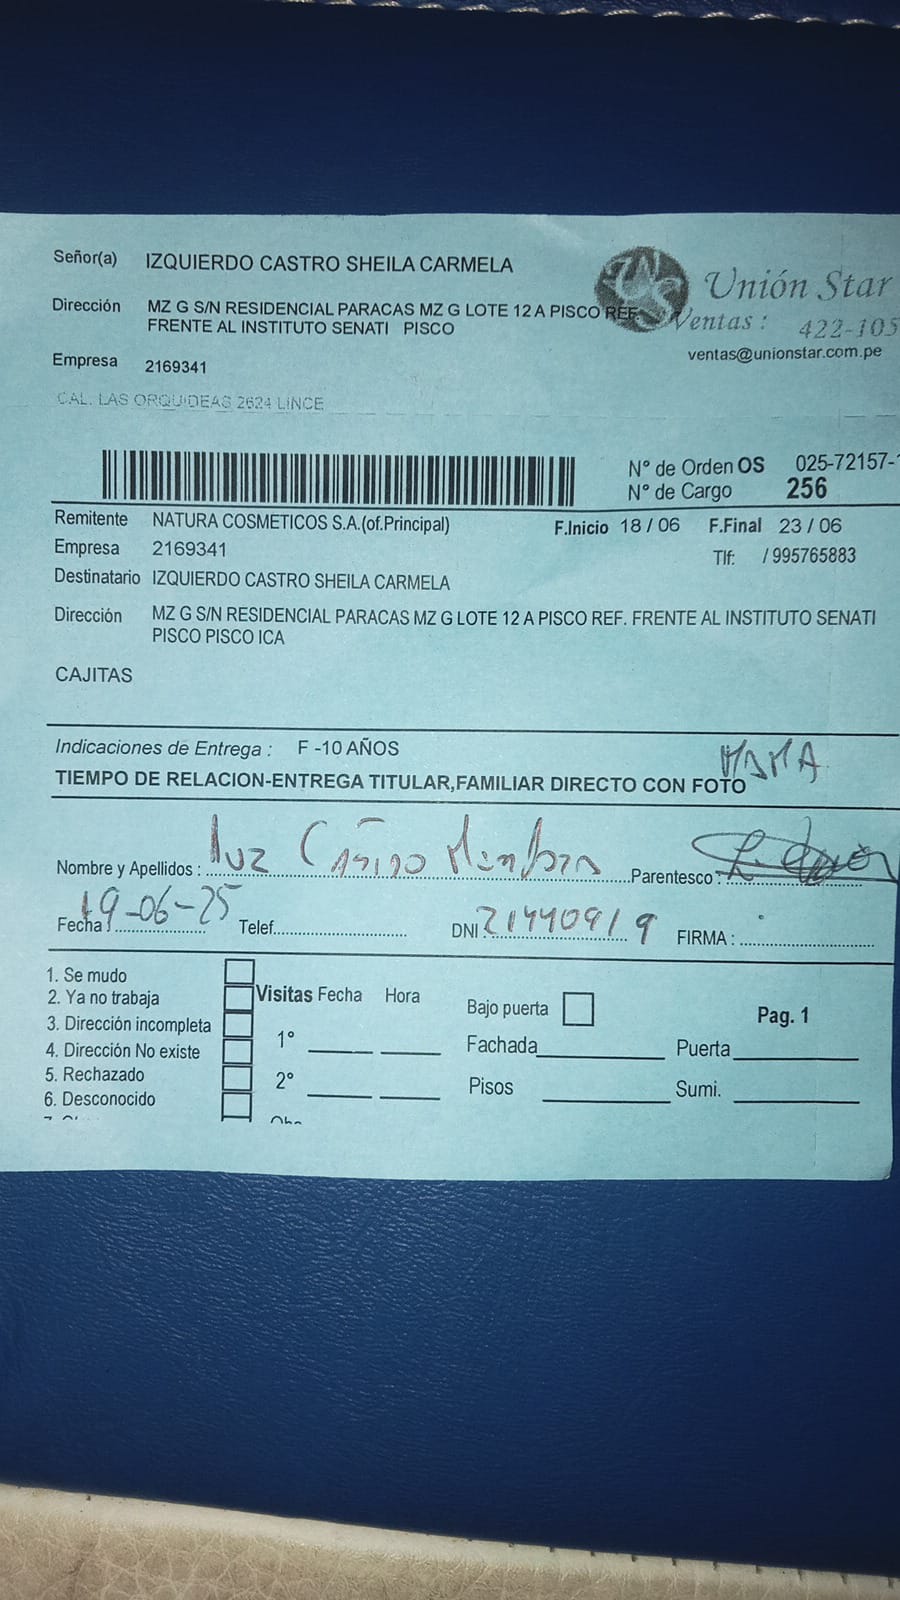 Señor(a) IZQUIERDO CASTRO SHEILA CARMELA
Unión Star
Dirección MZ G S/N RESIDENCIAL PARACAS MZ G LOTE 12 A PISCO REF.
FRENTE AL INSTITUTO SENATI PISCO
Ventas : 422-105
ventas@unionstar.com.pe
Empresa 2169341
CAL. LAS ORQUIDEAS 2624 LINCE
N° de Orden OS 025-72157-
N° de Cargo 256
Remitente NATURA COSMETICOS S.A.(of.Principal) F.Inicio 18 / 06 F.Final 23 / 06
Empresa 2169341 Tlf: / 995765883
Destinatario IZQUIERDO CASTRO SHEILA CARMELA
Dirección MZ G S/N RESIDENCIAL PARACAS MZ G LOTE 12 A PISCO REF. FRENTE AL INSTITUTO SENATI
PISCO PISCO ICA
CAJITAS
Indicaciones de Entrega : F -10 AÑOS
MAMA
TIEMPO DE RELACION-ENTREGA TITULAR,FAMILIAR DIRECTO CON FOTO
Nombre y Apellidos : Luz Parentesco :
Fecha : 19-06-25 Telef. DNI 21440919 FIRMA :
1. Se mudo
2. Ya no trabaja
3. Dirección incompleta
4. Dirección No existe
5. Rechazado
6. Desconocido
Visitas Fecha Hora
1°
2°
Bajo puerta
Fachada Puerta
Pisos Sumi.
Pag. 1